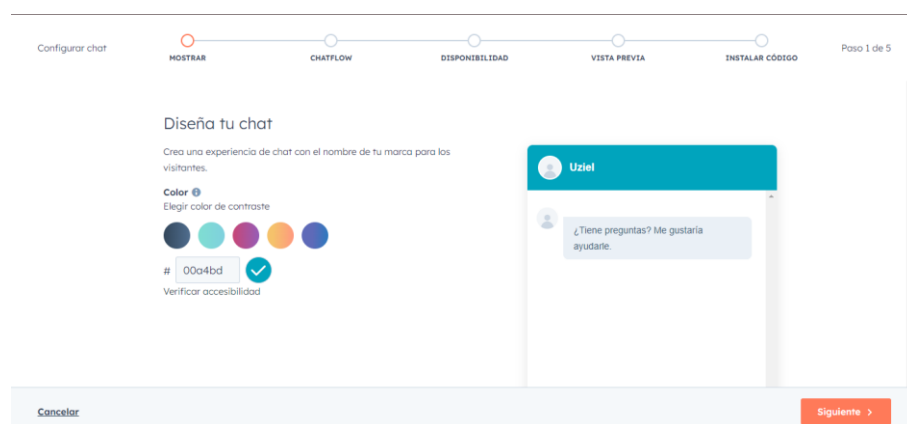 Configurar chat
MOSTRAR
CHATFLOW
DISPONIBILIDAD
VISTA PREVIA
INSTALAR CÓDIGO
Paso 1 de 5
Diseña tu chat
Crea una experiencia de chat con el nombre de tu marca para los
visitantes.
Color
Elegir color de contraste
# 00a4bd
Verificar accesibilidad
Uziel
¿Tiene preguntas? Me gustaría
ayudarle.
Cancelar
Siguiente >